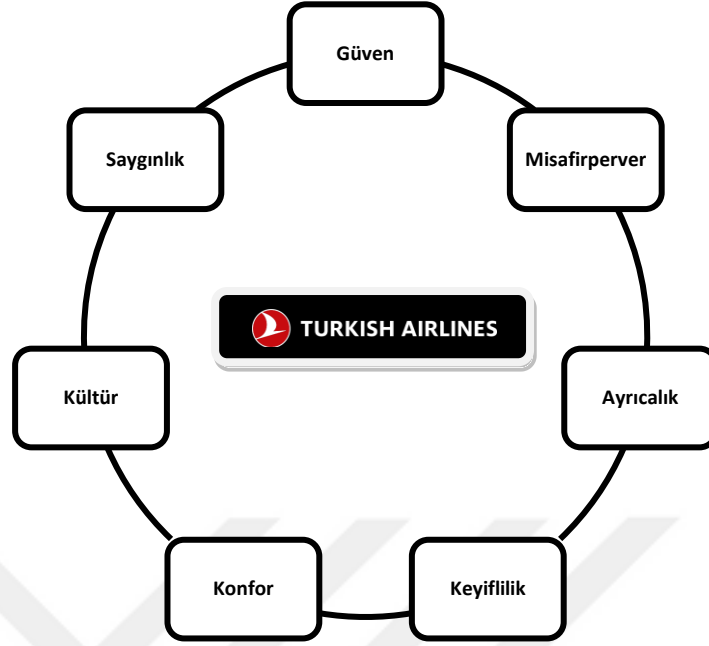 Güven
Saygınlık
Misafirperver
TURKISH AIRLINES
Kültür
Ayrıcalık
Konfor
Keyiflilik